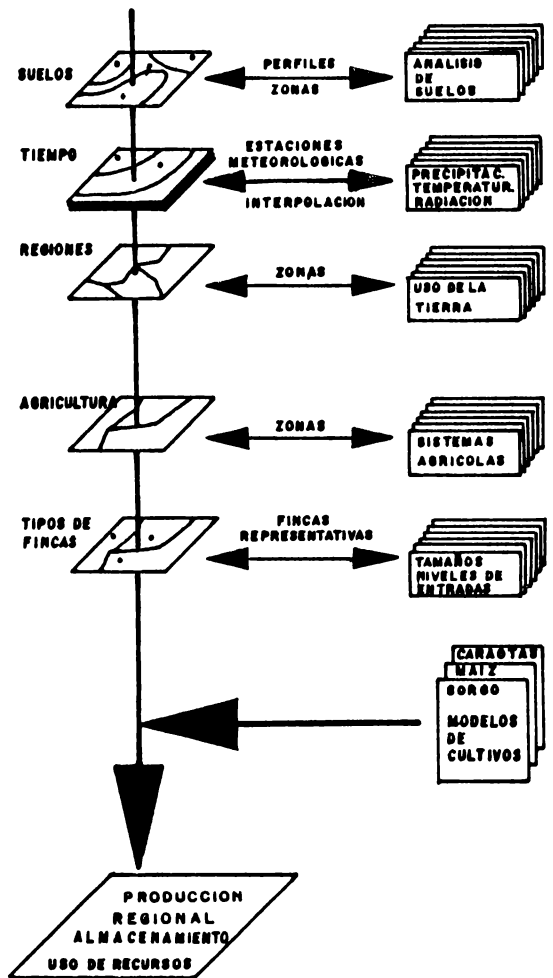 SUELOS
PERFILES
ZONAS
ANALISIS
DE
SUELOS
TIEMPO
ESTACIONES
METEOROLOGICAS
INTERPOLACION
PRECIPITAC.
TEMPERATUR.
RADIACION
REGIONES
ZONAS
USO DE LA
TIERRA
AGRICULTURA
ZONAS
SISTEMAS
AGRICOLAS
TIPOS DE
FINCAS
FINCAS
REPRESENTATIVAS
TAMAÑOS
NIVELES DE
ENTRADAS
CARAOTAS
MAIZ
SORGO
MODELOS
DE
CULTIVOS
PRODUCCION
REGIONAL
ALMACENAMIENTO
USO DE RECURSOS